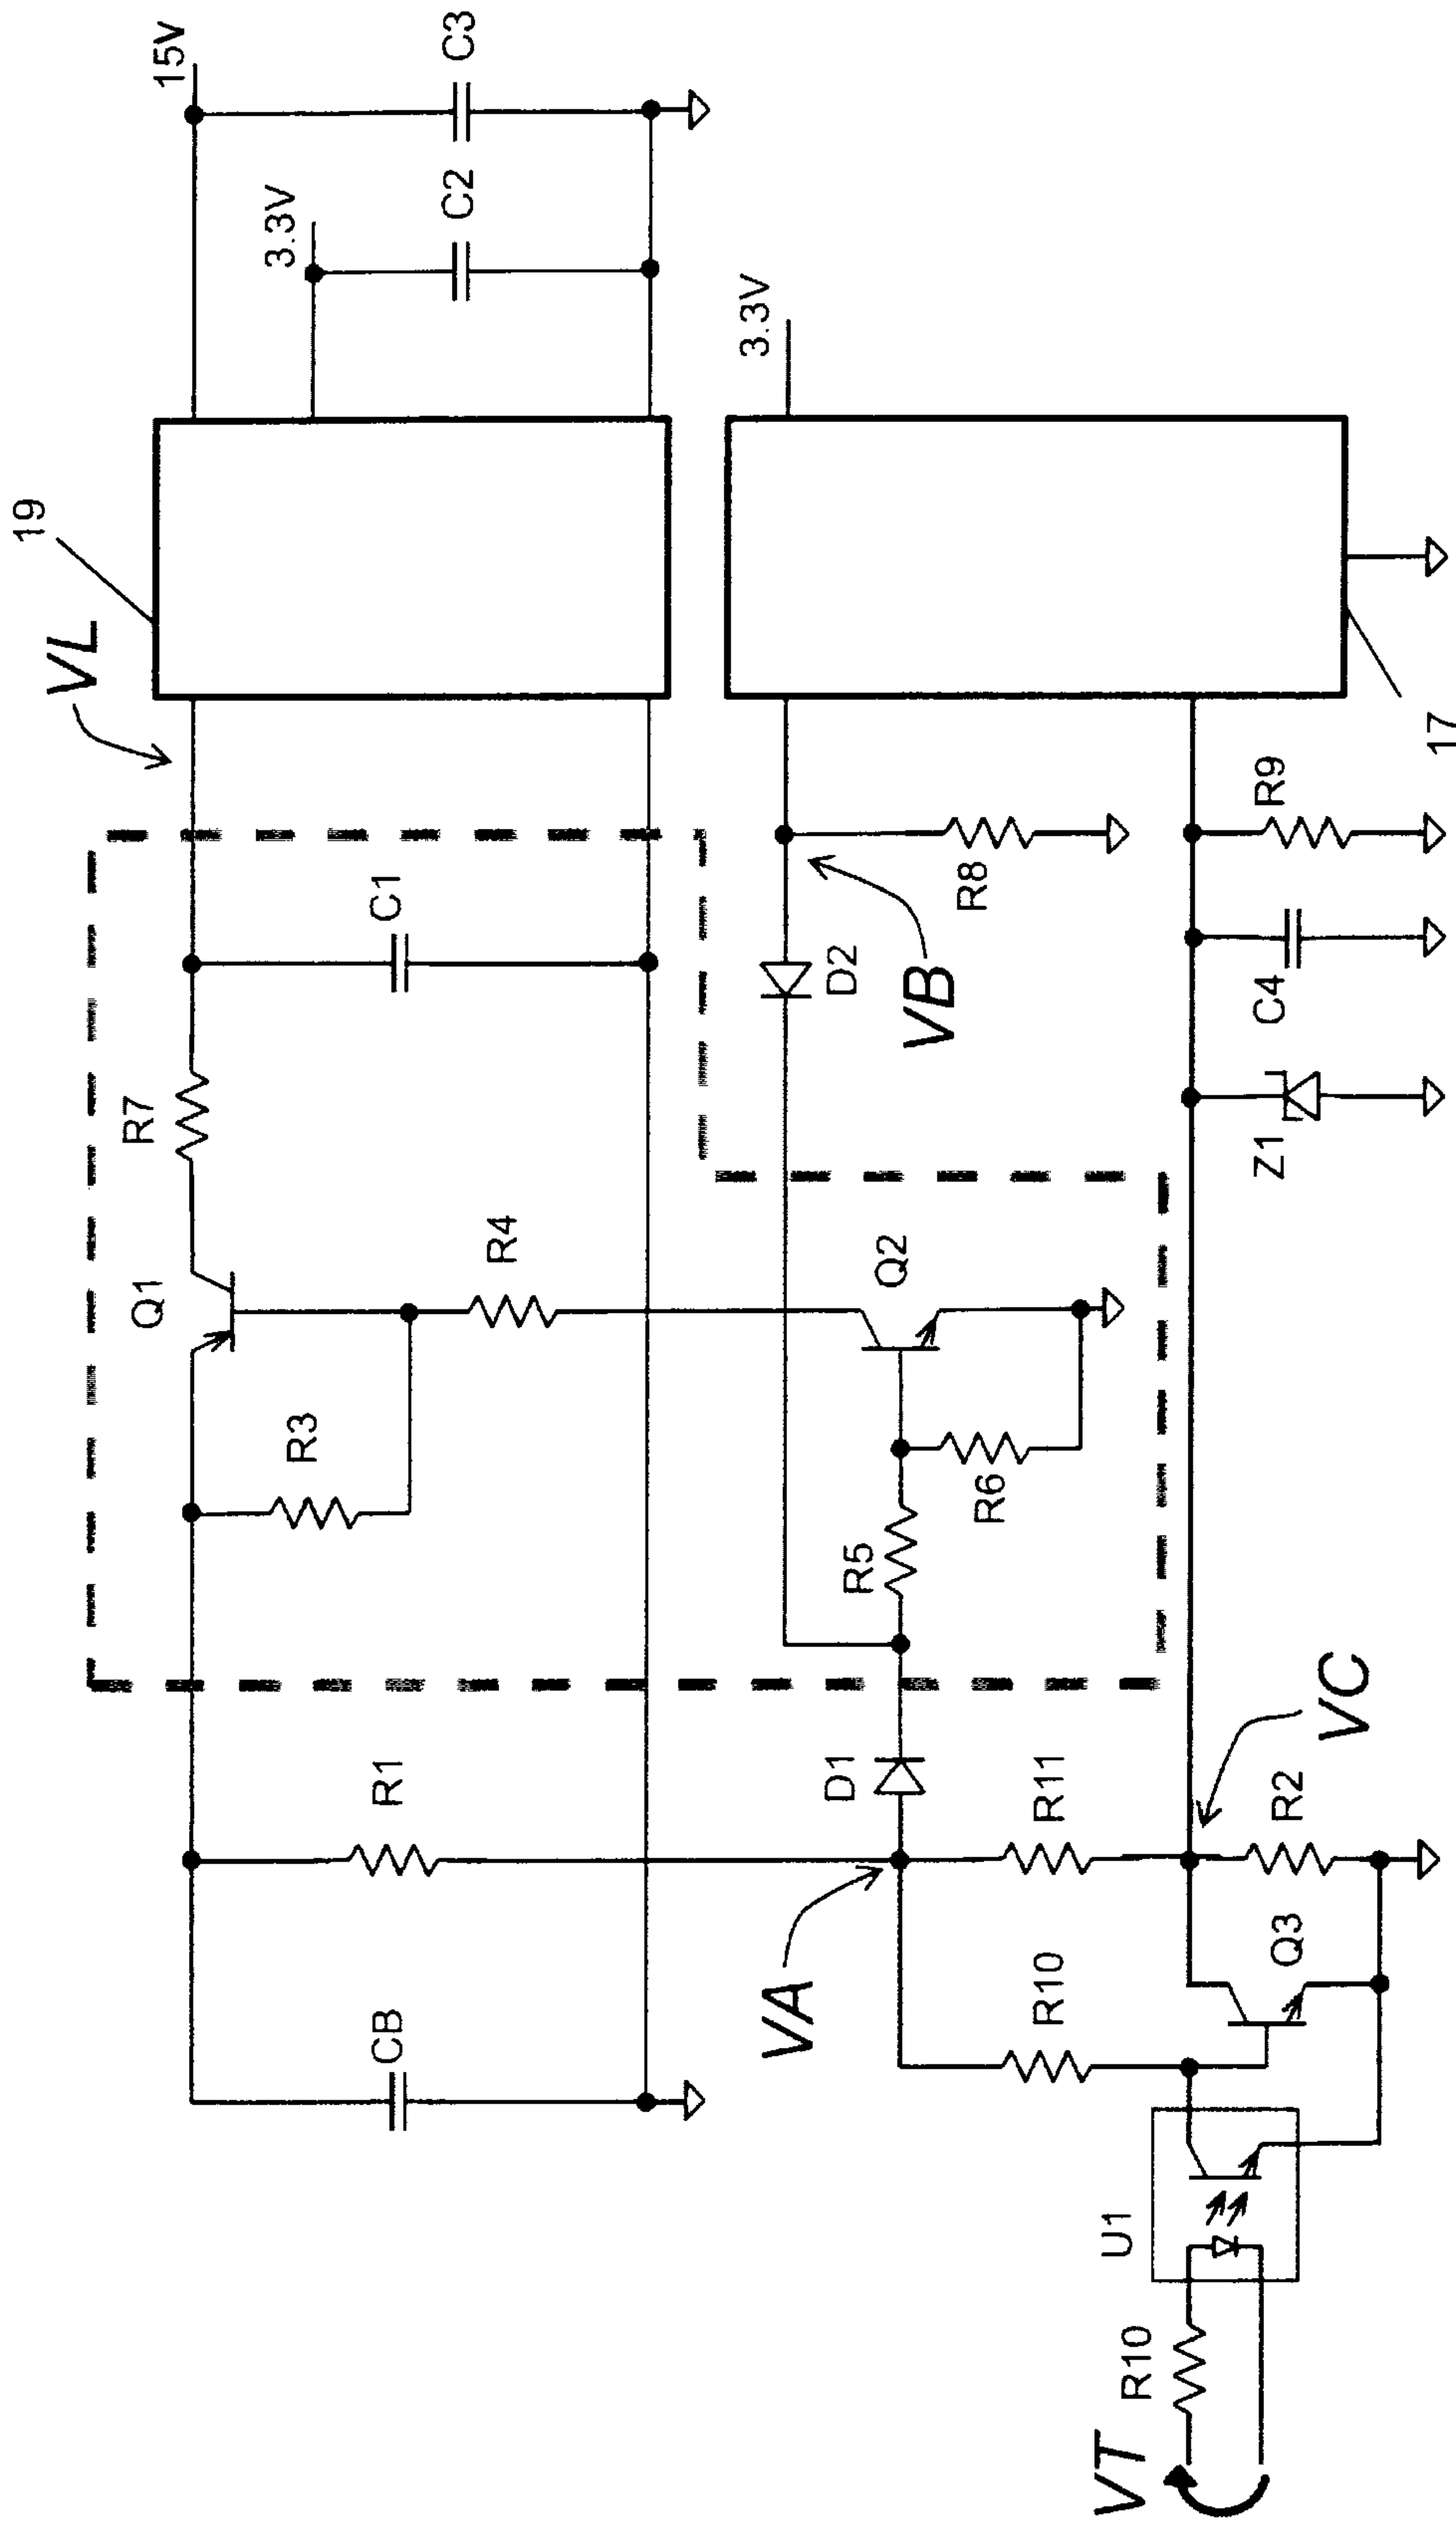 19
VL
15V
3.3V
C3
C2
C1
R7
Q1
R4
R3
R1
CB
3.3V
17
VB
R8
D2
R9
C4
Z1
Q2
R6
R5
D1
VA
R11
R10
VC
R2
Q3
U1
R10
VT